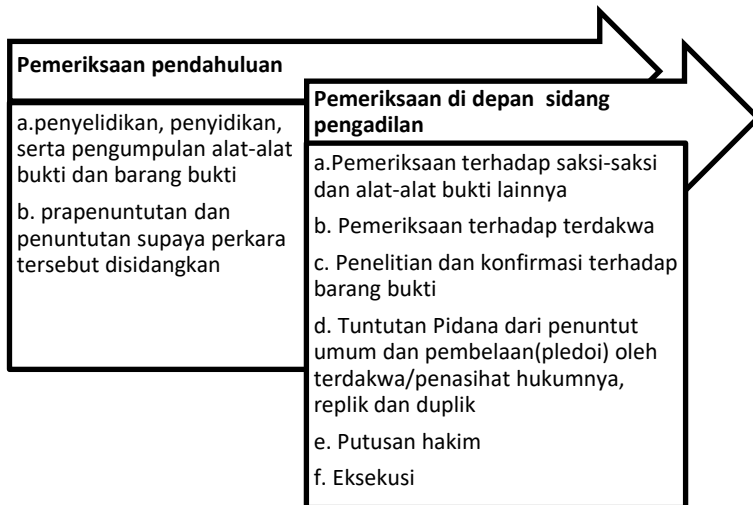 Pemeriksaan pendahuluan
a.penyelidikan, penyidikan,
serta pengumpulan alat-alat
bukti dan barang bukti
b. prapenuntutan dan
penuntutan supaya perkara
tersebut disidangkan
Pemeriksaan di depan  sidang
pengadilan
a.Pemeriksaan terhadap saksi-saksi
dan alat-alat bukti lainnya
b. Pemeriksaan terhadap terdakwa
c. Penelitian dan konfirmasi terhadap
barang bukti
d. Tuntutan Pidana dari penuntut
umum dan pembelaan(pledoi) oleh
terdakwa/penasihat hukumnya,
replik dan duplik
e. Putusan hakim
f. Eksekusi